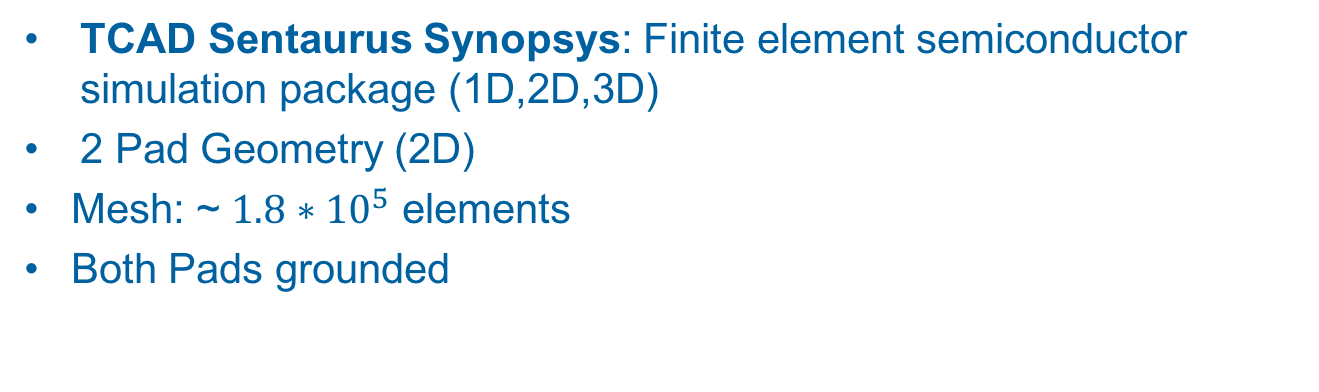 • TCAD Sentaurus Synopsys: Finite element semiconductor
simulation package (1D,2D,3D)
• 2 Pad Geometry (2D)
• Mesh: ~ 1.8 ∗ 10⁵ elements
• Both Pads grounded